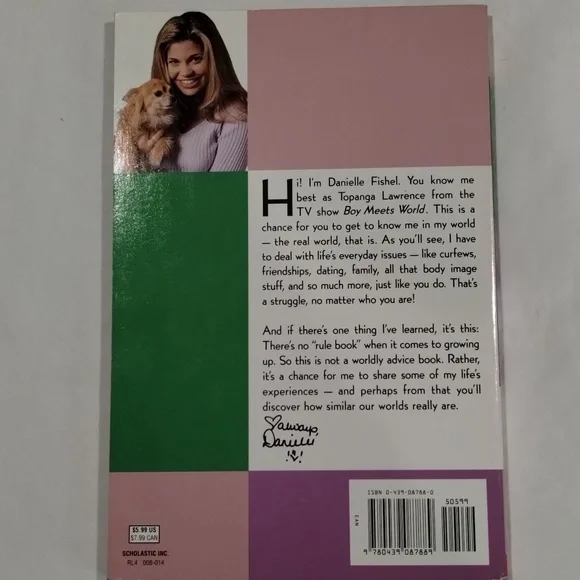 Hi! I'm Danielle Fishel. You know me
best as Topanga Lawrence from the
TV show Boy Meets World. This is a
chance for you to get to know me in my world
— the real world, that is. As you'll see, I have
to deal with life's everyday issues — like curfews,
friendships, dating, family, all that body image
stuff, and so much more, just like you do. That's
a struggle, no matter who you are!
And if there's one thing I've learned, it's this:
There's no "rule book" when it comes to growing
up. So this is not a worldly advice book. Rather,
it's a chance for me to share some of my life's
experiences — and perhaps from that you'll
discover how similar our worlds really are.
always,
Danielle
$5.99 US
$7.99 CAN
SCHOLASTIC INC.
RL4 008-014
ISBN 0-439-08788-0
50599
EAN
9 780439 087889